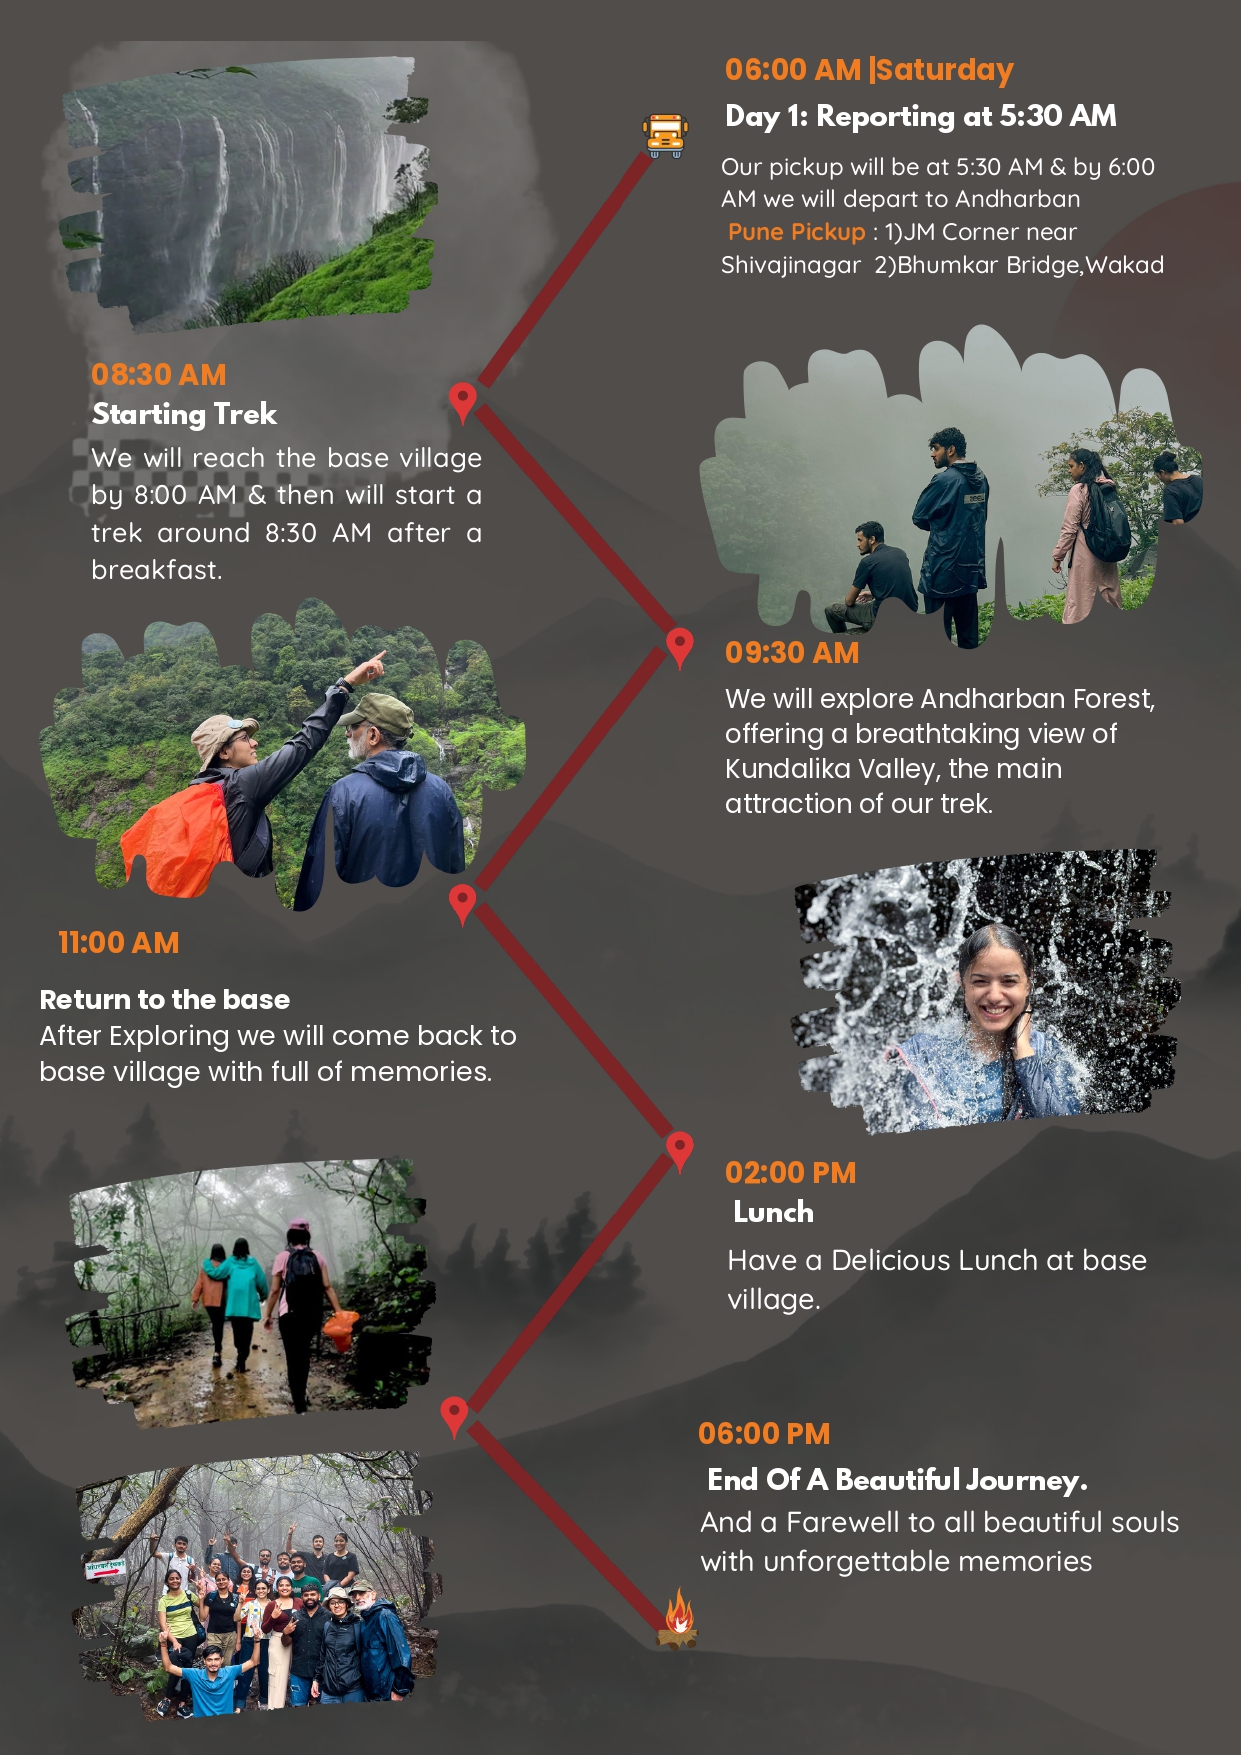 06:00 AM |Saturday
Day 1: Reporting at 5:30 AM
Our pickup will be at 5:30 AM & by 6:00
AM we will depart to Andharban
Pune Pickup : 1)JM Corner near
Shivajinagar 2)Bhumkar Bridge,Wakad
08:30 AM
Starting Trek
We will reach the base village
by 8:00 AM & then will start a
trek around 8:30 AM after a
breakfast.
09:30 AM
We will explore Andharban Forest,
offering a breathtaking view of
Kundalika Valley, the main
attraction of our trek.
11:00 AM
Return to the base
After Exploring we will come back to
base village with full of memories.
02:00 PM
Lunch
Have a Delicious Lunch at base
village.
06:00 PM
End Of A Beautiful Journey.
And a Farewell to all beautiful souls
with unforgettable memories